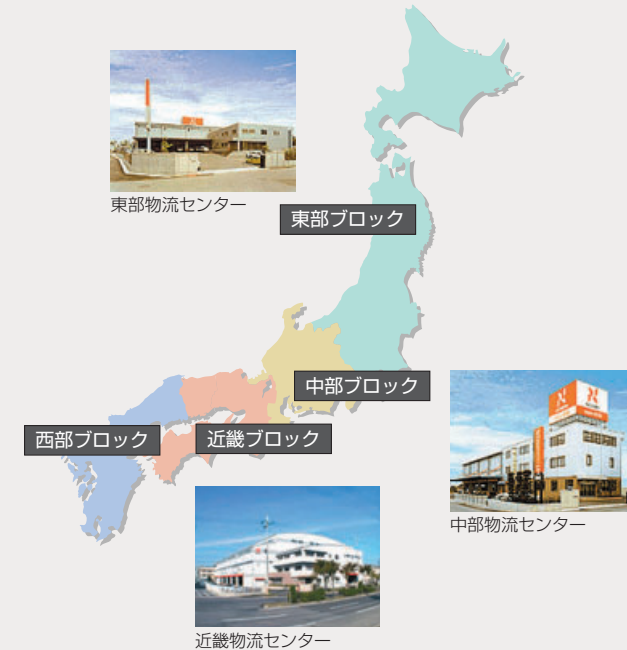 東部物流センター
東部ブロック
中部ブロック
西部ブロック
近畿ブロック
中部物流センター
近畿物流センター